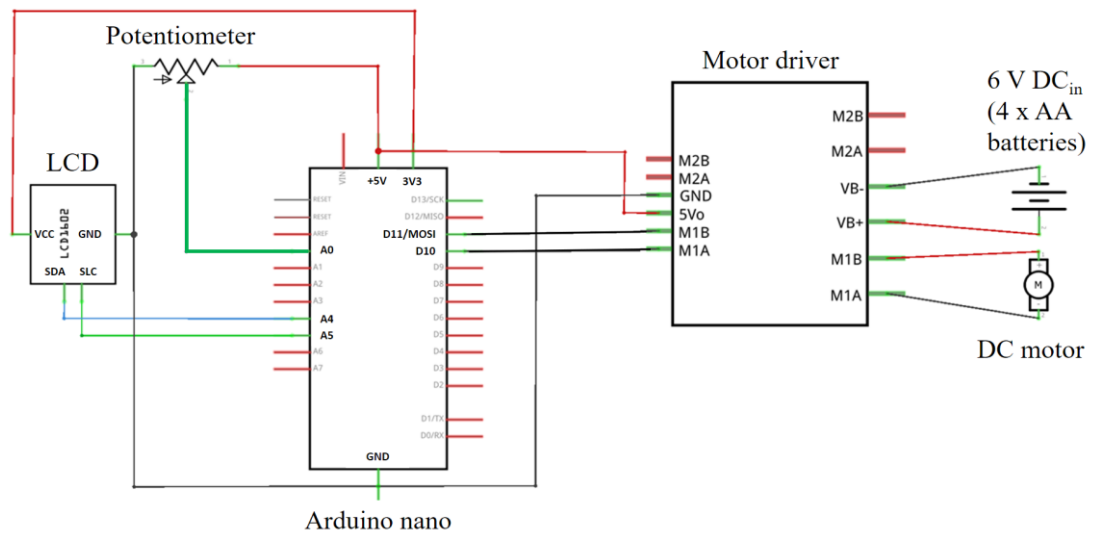 Potentiometer
3
1
Motor driver
6 V DCin
(4 x AA
batteries)
LCD
VCC
LCD1602
GND
SDA
SLC
VIN
+5V
3V3
RESET
RESET
AREF
A0
A1
A2
A3
A4
A5
A6
A7
D13/SCK
D12/MISO
D11/MOSI
D10
D9
D8
D7
D6
D5
D4
D3
D2
D1/TX
D0/RX
GND
Arduino nano
M2B
M2A
GND
5Vo
M1B
M1A
M2B
M2A
VB-
VB+
M1B
M1A
M
DC motor